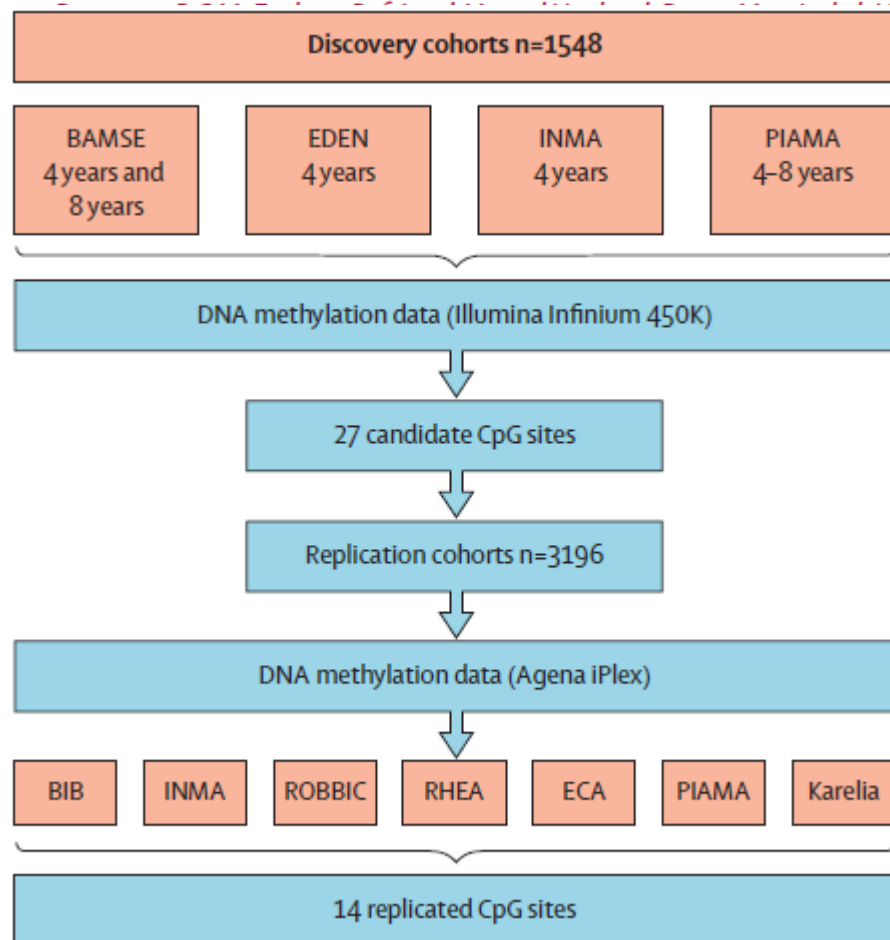 Discovery cohorts n=1548
BAMSE
4 years and
8 years
EDEN
4 years
INMA
4 years
PIAMA
4–8 years
DNA methylation data (Illumina Infinium 450K)
27 candidate CpG sites
Replication cohorts n=3196
DNA methylation data (Agena iPlex)
BIB
INMA
ROBBIC
RHEA
ECA
PIAMA
Karelia
14 replicated CpG sites